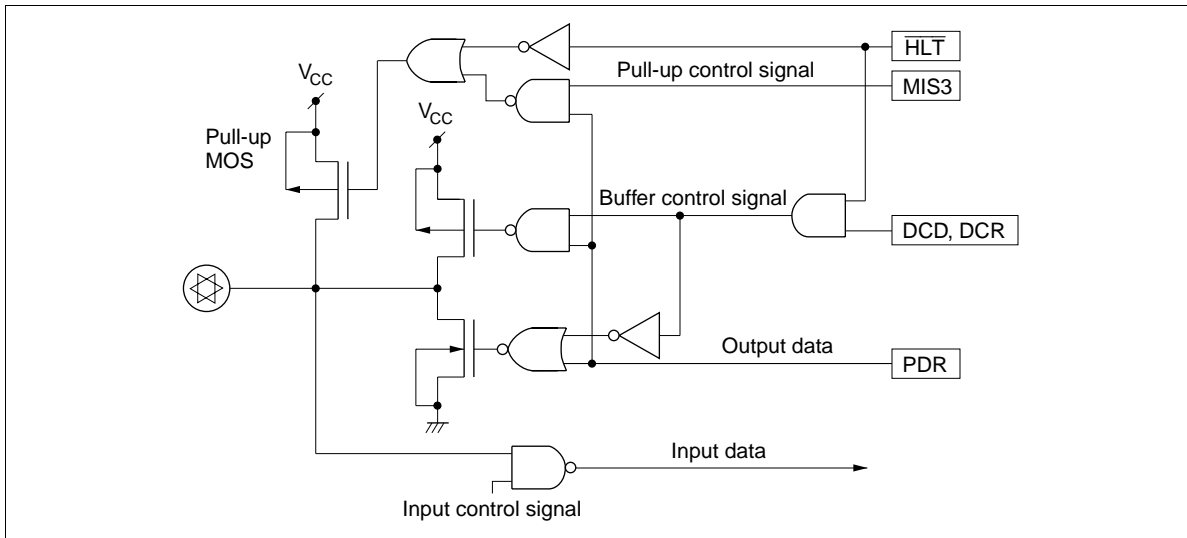 HLT
Pull-up control signal
MIS3
VCC
VCC
Pull-up
MOS
Buffer control signal
DCD, DCR
Output data
PDR
Input data
Input control signal